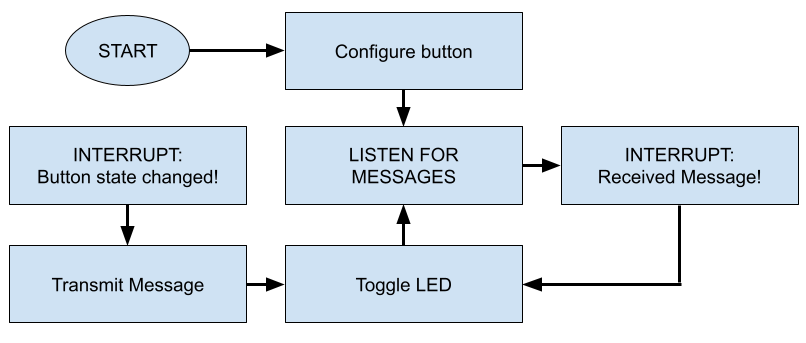 START
Configure button
INTERRUPT:
Button state changed!
LISTEN FOR
MESSAGES
INTERRUPT:
Received Message!
Transmit Message
Toggle LED